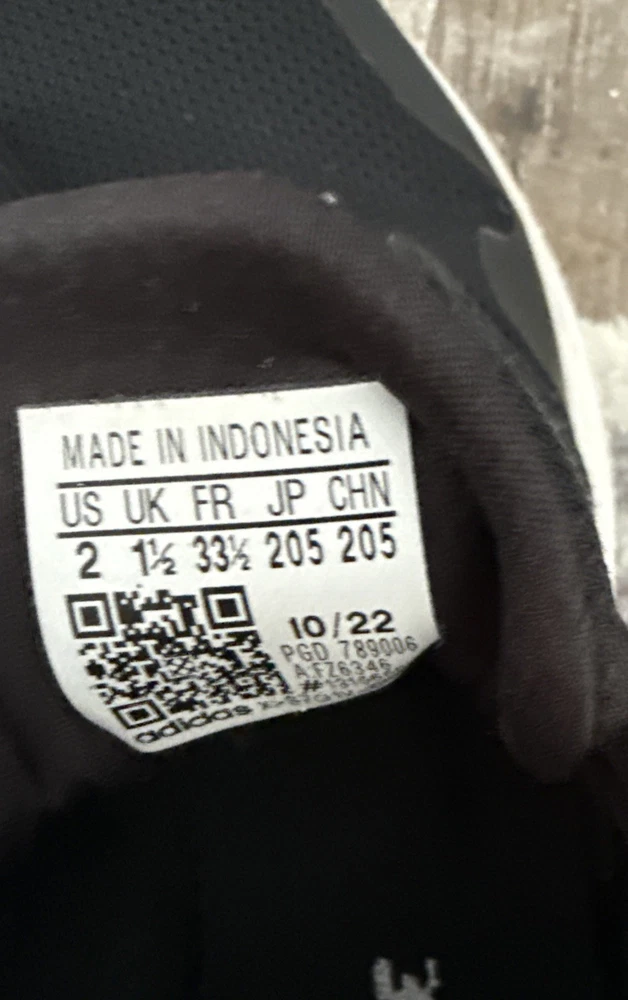 MADE IN INDONESIA
US UK FR JP CHN
2 1½ 33½ 205 205
10/22
PGD 789006
A.FZ6346
adidas